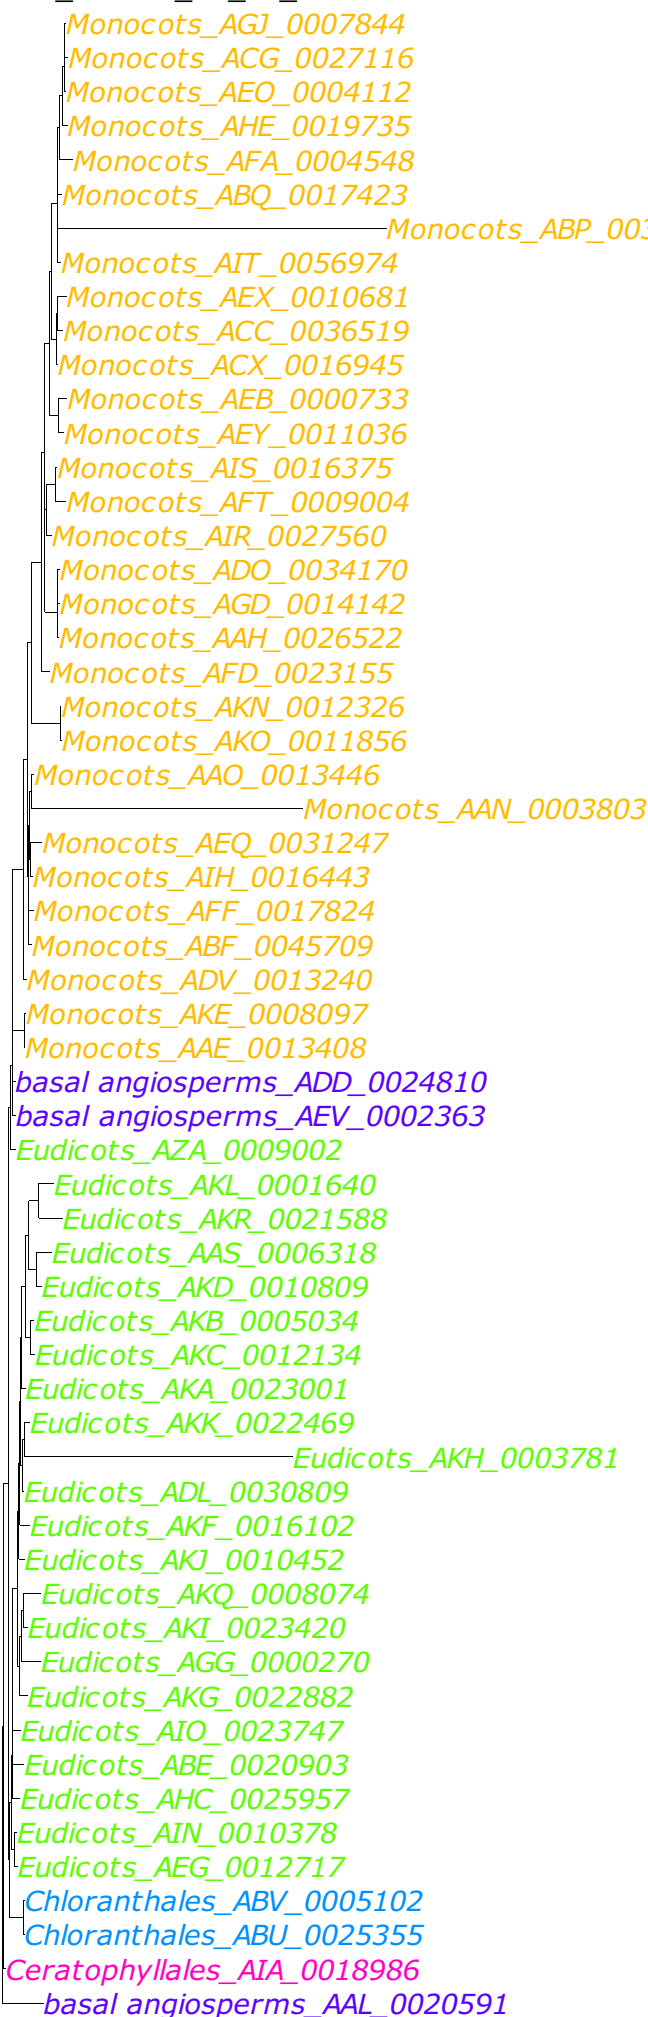 Monocots_AGJ_0007844
Monocots_ACG_0027116
Monocots_AEO_0004112
Monocots_AHE_0019735
Monocots_AFA_0004548
Monocots_ABQ_0017423
Monocots_ABP_003
Monocots_AIT_0056974
Monocots_AEX_0010681
Monocots_ACC_0036519
Monocots_ACX_0016945
Monocots_AEB_0000733
Monocots_AEY_0011036
Monocots_AIS_0016375
Monocots_AFT_0009004
Monocots_AIR_0027560
Monocots_ADO_0034170
Monocots_AGD_0014142
Monocots_AAH_0026522
Monocots_AFD_0023155
Monocots_AKN_0012326
Monocots_AKO_0011856
Monocots_AAO_0013446
Monocots_AAN_0003803
Monocots_AEQ_0031247
Monocots_AIH_0016443
Monocots_AFF_0017824
Monocots_ABF_0045709
Monocots_ADV_0013240
Monocots_AKE_0008097
Monocots_AAE_0013408
basal angiosperms_ADD_0024810
basal angiosperms_AEV_0002363
Eudicots_AZA_0009002
Eudicots_AKL_0001640
Eudicots_AKR_0021588
Eudicots_AAS_0006318
Eudicots_AKD_0010809
Eudicots_AKB_0005034
Eudicots_AKC_0012134
Eudicots_AKA_0023001
Eudicots_AKK_0022469
Eudicots_AKH_0003781
Eudicots_ADL_0030809
Eudicots_AKF_0016102
Eudicots_AKJ_0010452
Eudicots_AKQ_0008074
Eudicots_AKI_0023420
Eudicots_AGG_0000270
Eudicots_AKG_0022882
Eudicots_AIO_0023747
Eudicots_ABE_0020903
Eudicots_AHC_0025957
Eudicots_AIN_0010378
Eudicots_AEG_0012717
Chloranthales_ABV_0005102
Chloranthales_ABU_0025355
Ceratophyllales_AIA_0018986
basal angiosperms_AAL_0020591